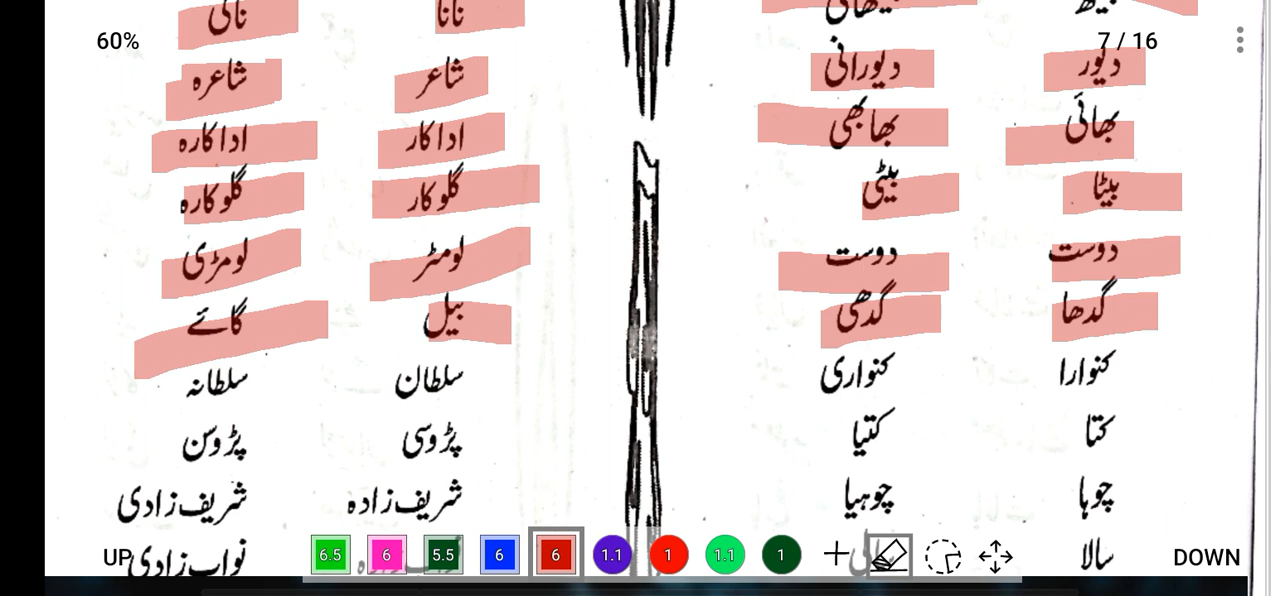 60%
7 / 16
نانا نانی
دیور دیورانی شاعر شاعرہ
بھائی بھابھی اداکار اداکارہ
بیٹا بیٹی گلوکار گلوکارہ
دوست دوست لومڑ لومڑی
گدھا گدھی بیل گائے
کنوارا کنواری سلطان سلطانہ
کتا کتیا پڑوسی پڑوسن
چوہا چوہیا شریف زادہ شریف زادی
سالا نواب زادی
UP 6.5 6 5.5 6 6 1.1 1 1.1 1 DOWN